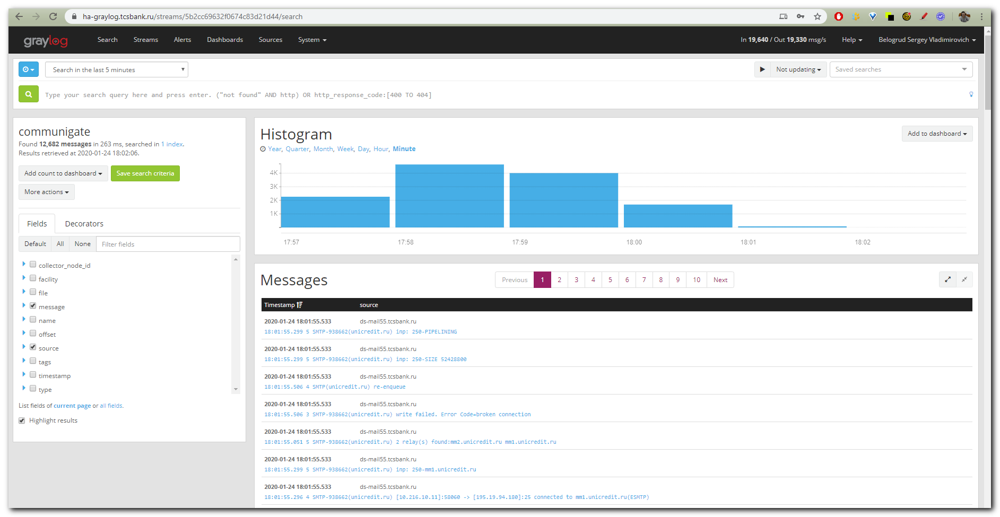 ha-graylog.tcsbank.ru/streams/5b2cc69632f0674c83d21d44/search
graylog Search Streams Alerts Dashboards Sources System In 19,640 / Out 19,330 msg/s Help Belogrud Sergey Vladimirovich
Search in the last 5 minutes Not updating Saved searches
Type your search query here and press enter. ("not found" AND http) OR http_response_code:[400 TO 404]
communigate
Found 12,682 messages in 263 ms, searched in 1 index.
Results retrieved at 2020-01-24 18:02:06.
Add count to dashboard Save search criteria
More actions
Fields Decorators
Default All None Filter fields
collector_node_id
facility
file
message
name
offset
source
tags
timestamp
type
List fields of current page or all fields.
Highlight results
Histogram
Add to dashboard
Year, Quarter, Month, Week, Day, Hour, Minute
4K
3K
2K
1K
17:57 17:58 17:59 18:00 18:01 18:02
Messages
Previous 1 2 3 4 5 6 7 8 9 10 Next
Timestamp source
2020-01-24 18:01:55.533 ds-mail55.tcsbank.ru
18:01:55.299 5 SMTP-938662(unicredit.ru) inp: 250-PIPELINING
2020-01-24 18:01:55.533 ds-mail55.tcsbank.ru
18:01:55.299 5 SMTP-938662(unicredit.ru) inp: 250-SIZE 52428800
2020-01-24 18:01:55.533 ds-mail55.tcsbank.ru
18:01:55.506 4 SMTP(unicredit.ru) re-enqueue
2020-01-24 18:01:55.533 ds-mail55.tcsbank.ru
18:01:55.506 3 SMTP-938662(unicredit.ru) write failed. Error Code=broken connection
2020-01-24 18:01:55.533 ds-mail55.tcsbank.ru
18:01:55.051 5 SMTP-938662(unicredit.ru) 2 relay(s) found:mm2.unicredit.ru mm1.unicredit.ru
2020-01-24 18:01:55.533 ds-mail55.tcsbank.ru
18:01:55.299 5 SMTP-938662(unicredit.ru) inp: 250-mm1.unicredit.ru
2020-01-24 18:01:55.533 ds-mail55.tcsbank.ru
18:01:55.296 4 SMTP-938662(unicredit.ru) [10.216.10.11]:58060 -> [195.19.94.180]:25 connected to mm1.unicredit.ru(ESMTP)